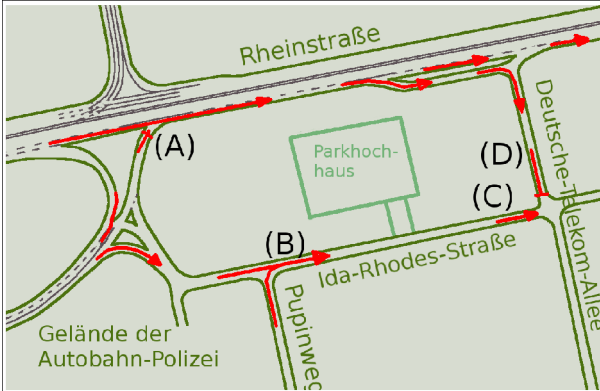 Rheinstraße
(A)
Parkhoch-
haus
(D)
(C)
Deutsche-Telekom-Allee
(B)
Ida-Rhodes-Straße
Pupinweg
Gelände der
Autobahn-Polizei